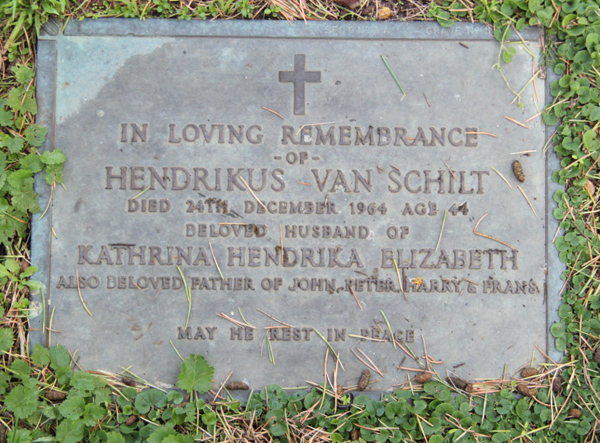 IN LOVING REMEMBRANCE
-OF-
HENDRIKUS VAN SCHILT
DIED 24TH DECEMBER 1964 AGE 44
BELOVED HUSBAND OF
KATHRINA HENDRIKA ELIZABETH
ALSO BELOVED FATHER OF JOHN, PETER, HARRY & FRANS
MAY HE REST IN PEACE